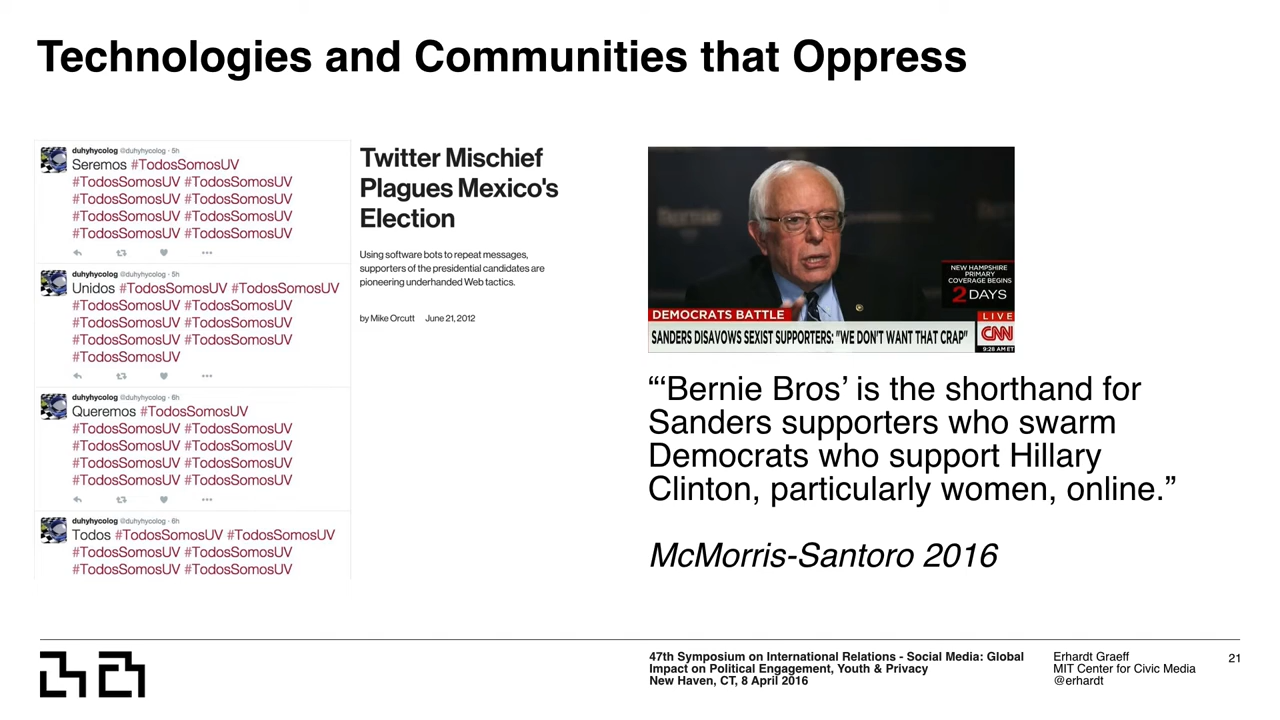 Technologies and Communities that Oppress
duhyhycolog @duhyhycolog · 5h
Seremos #TodosSomosUV
#TodosSomosUV #TodosSomosUV
#TodosSomosUV #TodosSomosUV
#TodosSomosUV #TodosSomosUV
#TodosSomosUV #TodosSomosUV
duhyhycolog @duhyhycolog · 5h
Unidos #TodosSomosUV #TodosSomosUV
#TodosSomosUV #TodosSomosUV
#TodosSomosUV #TodosSomosUV
#TodosSomosUV #TodosSomosUV
#TodosSomosUV
duhyhycolog @duhyhycolog · 6h
Queremos #TodosSomosUV
#TodosSomosUV #TodosSomosUV
#TodosSomosUV #TodosSomosUV
#TodosSomosUV #TodosSomosUV
#TodosSomosUV #TodosSomosUV
duhyhycolog @duhyhycolog · 6h
Todos #TodosSomosUV #TodosSomosUV
#TodosSomosUV #TodosSomosUV
#TodosSomosUV #TodosSomosUV
Twitter Mischief
Plagues Mexico's
Election
Using software bots to repeat messages,
supporters of the presidential candidates are
pioneering underhanded Web tactics.
by Mike Orcutt June 21, 2012
NEW HAMPSHIRE
PRIMARY
COVERAGE BEGINS
2 DAYS
DEMOCRATS BATTLE
LIVE
SANDERS DISAVOWS SEXIST SUPPORTERS: "WE DON'T WANT THAT CRAP"
CNN
9:28 AM ET
“‘Bernie Bros’ is the shorthand for
Sanders supporters who swarm
Democrats who support Hillary
Clinton, particularly women, online.”
McMorris-Santoro 2016
47th Symposium on International Relations - Social Media: Global
Impact on Political Engagement, Youth & Privacy
New Haven, CT, 8 April 2016
Erhardt Graeff
MIT Center for Civic Media
@erhardt
21